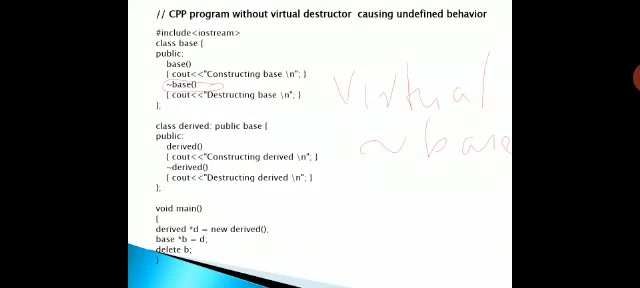 // CPP program without virtual destructor causing undefined behavior
#include<iostream>
class base {
public:
base()
{ cout<<"Constructing base \n"; }
~base()
{ cout<<"Destructing base \n"; }
};
class derived: public base {
public:
derived()
{ cout<<"Constructing derived \n"; }
~derived()
{ cout<<"Destructing derived \n"; }
};
void main()
{
derived *d = new derived();
base *b = d;
delete b;
}
virtual
~ base